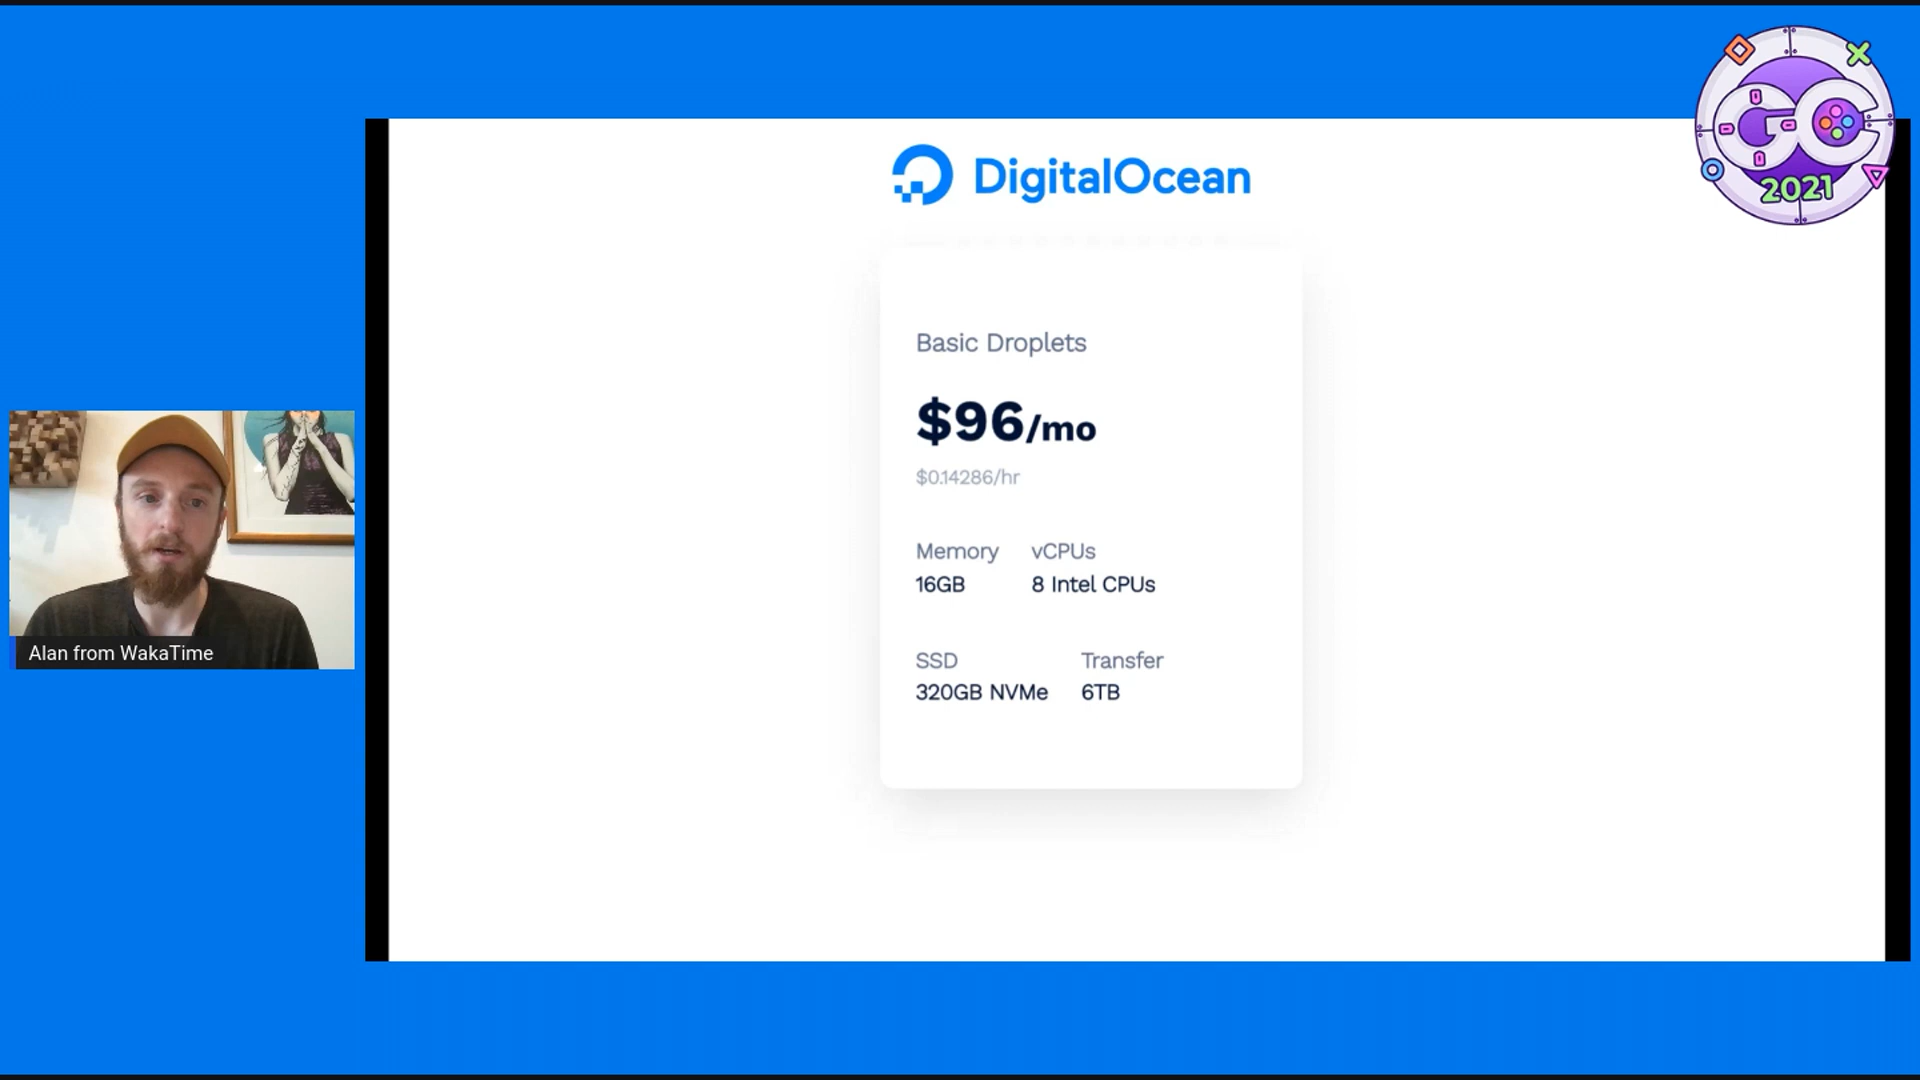 GC
2021
DigitalOcean
Basic Droplets
$96/mo
$0.14286/hr
Memory vCPUs
16GB 8 Intel CPUs
SSD Transfer
320GB NVMe 6TB
Alan from WakaTime